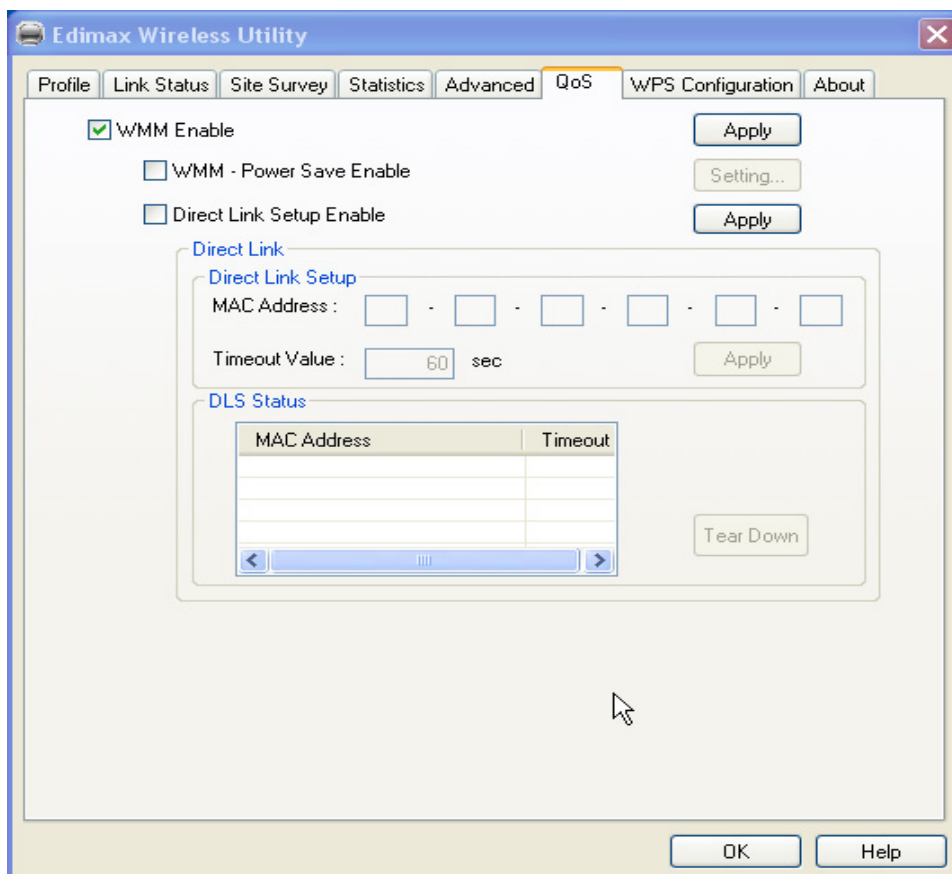 Edimax Wireless Utility
Profile Link Status Site Survey Statistics Advanced QoS WPS Configuration About
WMM Enable Apply
WMM - Power Save Enable Setting...
Direct Link Setup Enable Apply
Direct Link
Direct Link Setup
MAC Address : - - - - -
Timeout Value : 60 sec Apply
DLS Status
MAC Address Timeout
Tear Down
OK Help